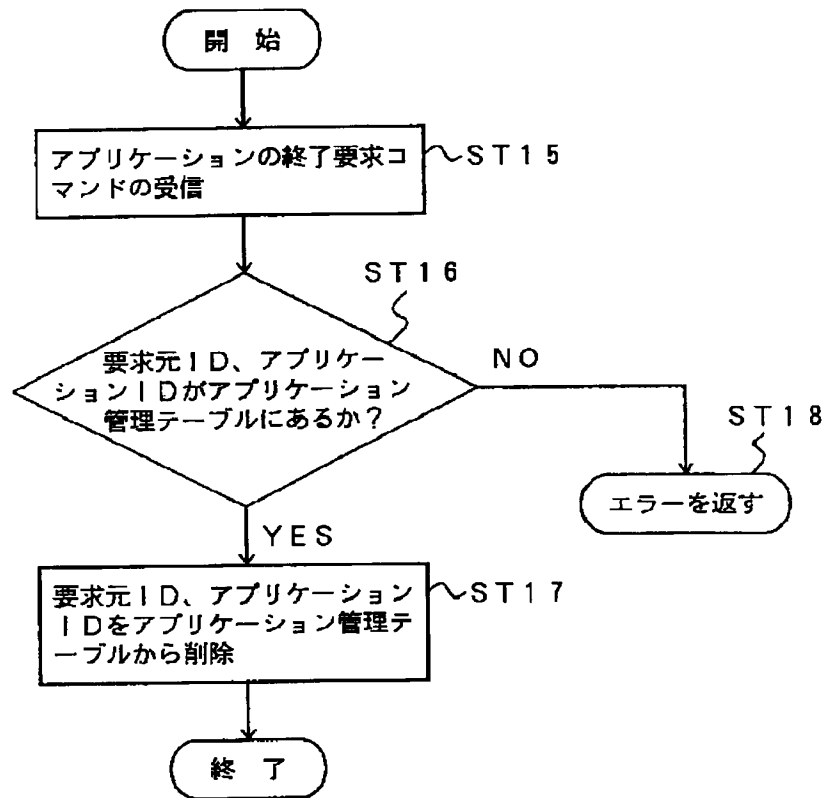 開 始
アプリケーションの終了要求コ
マンドの受信
ST15
ST16
要求元ID、アプリケー
ションIDがアプリケーション
管理テーブルにあるか?
NO
ST18
エラーを返す
YES
要求元ID、アプリケーション
IDをアプリケーション管理テ
ーブルから削除
ST17
終 了